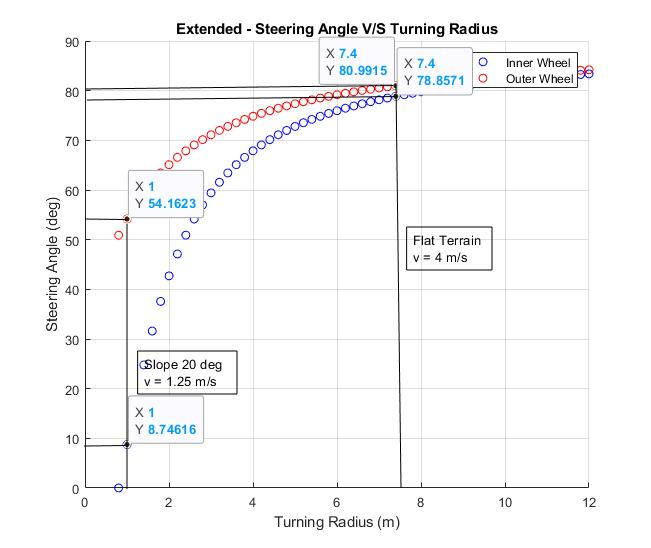 Extended - Steering Angle V/S Turning Radius
90
80
70
60
50
40
30
20
10
0
Steering Angle (deg)
X 7.4
Y 80.9915
X 7.4
Y 78.8571
Inner Wheel
Outer Wheel
X 1
Y 54.1623
Flat Terrain
v = 4 m/s
Slope 20 deg
v = 1.25 m/s
X 1
Y 8.74616
0 2 4 6 8 10 12
Turning Radius (m)